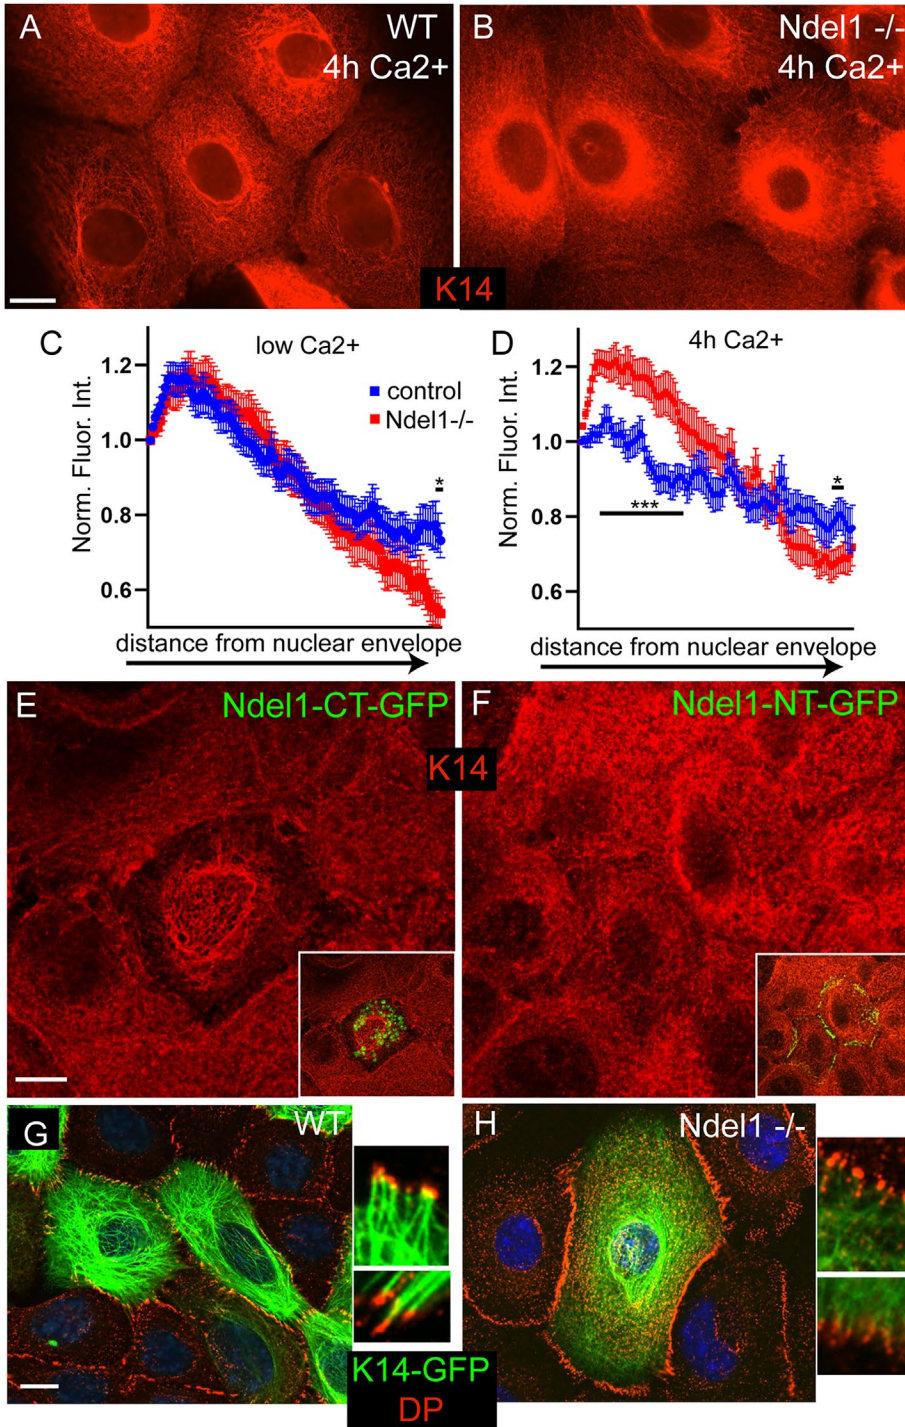 A
WT
4h Ca2+
B
Ndel1 -/-
4h Ca2+
K14
C
low Ca2+
control
Ndel1-/-
Norm. Fluor. Int.
1.2
1.0
0.8
0.6
*
distance from nuclear envelope
D
4h Ca2+
Norm. Fluor. Int.
1.2
1.0
0.8
0.6
***
*
distance from nuclear envelope
E
Ndel1-CT-GFP
F
Ndel1-NT-GFP
K14
G
WT
H
Ndel1 -/-
K14-GFP
DP